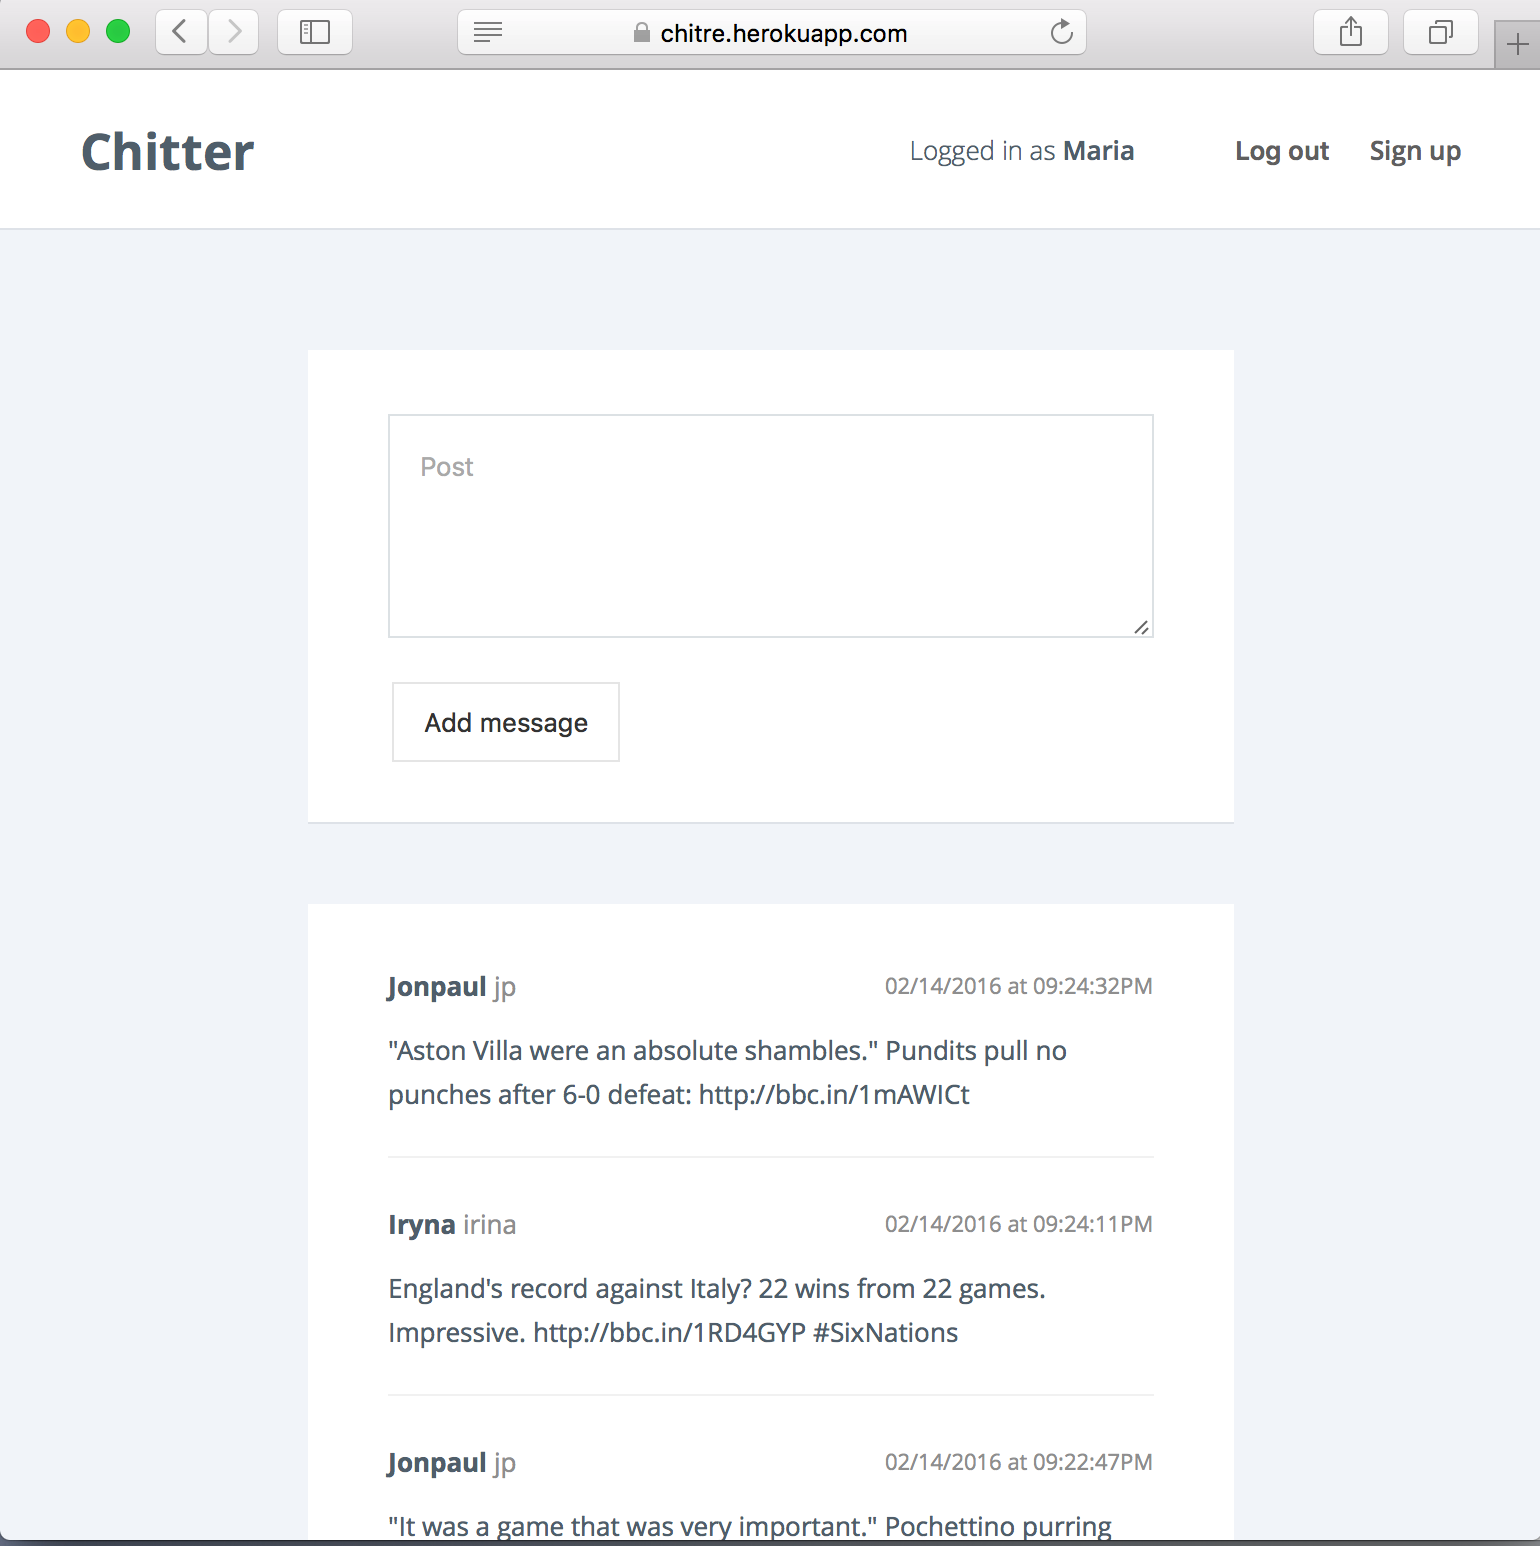 chitre.herokuapp.com
Chitter
Logged in as Maria
Log out
Sign up
Post
Add message
Jonpaul jp
02/14/2016 at 09:24:32PM
"Aston Villa were an absolute shambles." Pundits pull no
punches after 6-0 defeat: http://bbc.in/1mAWICt
Iryna irina
02/14/2016 at 09:24:11PM
England's record against Italy? 22 wins from 22 games.
Impressive. http://bbc.in/1RD4GYP #SixNations
Jonpaul jp
02/14/2016 at 09:22:47PM
"It was a game that was very important." Pochettino purring